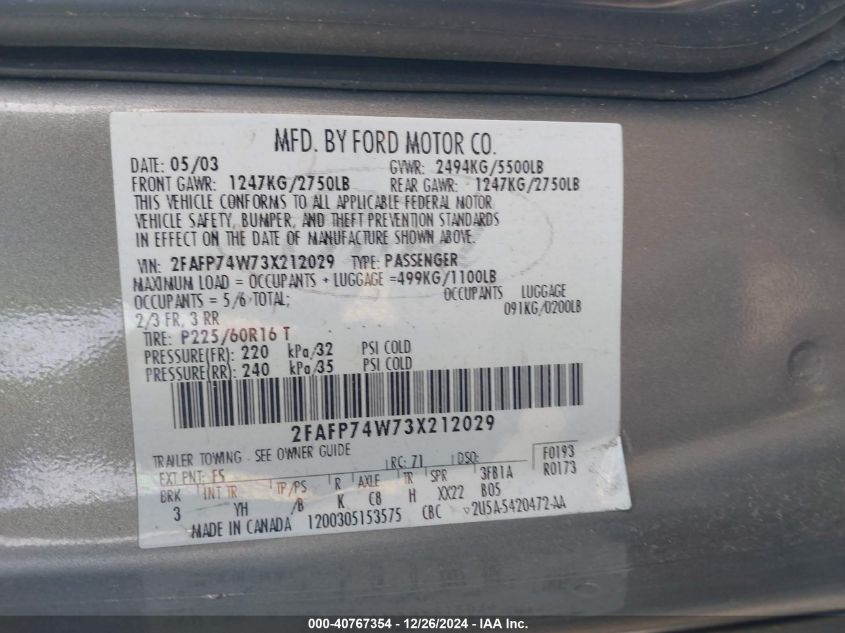 MFD. BY FORD MOTOR CO.
DATE: 05/03 GVWR: 2494KG/5500LB
FRONT GAWR: 1247KG/2750LB REAR GAWR: 1247KG/2750LB
THIS VEHICLE CONFORMS TO ALL APPLICABLE FEDERAL MOTOR
VEHICLE SAFETY, BUMPER, AND THEFT PREVENTION STANDARDS
IN EFFECT ON THE DATE OF MANUFACTURE SHOWN ABOVE.
VIN: 2FAFP74W73X212029 TYPE: PASSENGER
MAXIMUM LOAD = OCCUPANTS + LUGGAGE =499KG/1100LB
OCCUPANTS = 5/6 TOTAL; OCCUPANTS LUGGAGE
2/3 FR, 3 RR 091KG/0200LB
TIRE: P225/60R16 T
PRESSURE(FR): 220 kPa/32 PSI COLD
PRESSURE(RR): 240 kPa/35 PSI COLD
2FAFP74W73X212029
TRAILER TOWING - SEE OWNER GUIDE
EXT PNT: F5 RC: 71 DSO: F0193
R0173
BRK INT TR TP/PS R AXLE TR SPR 3FB1A
3 YH /B K C8 H XX22 B05
MADE IN CANADA 1200305153575 CBC 2U5A-5420472-AA
000-40767354 - 12/26/2024 - IAA Inc.